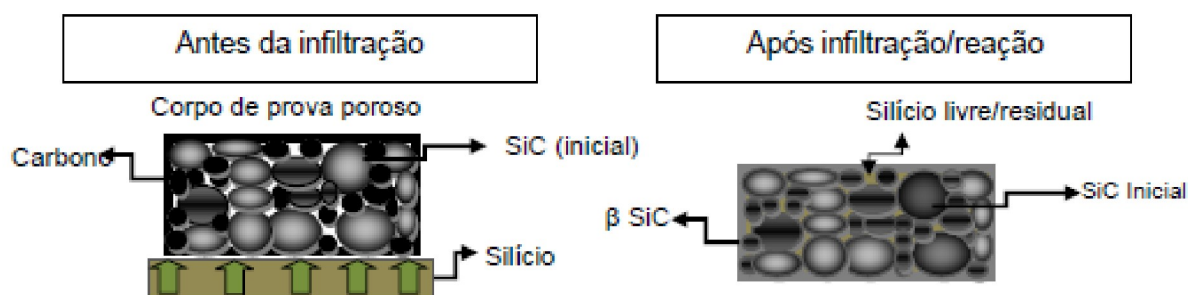 Antes da infiltração
Após infiltração/reação
Corpo de prova poroso
Carbono
SiC (inicial)
Silício
Silício livre/residual
SiC Inicial
β SiC